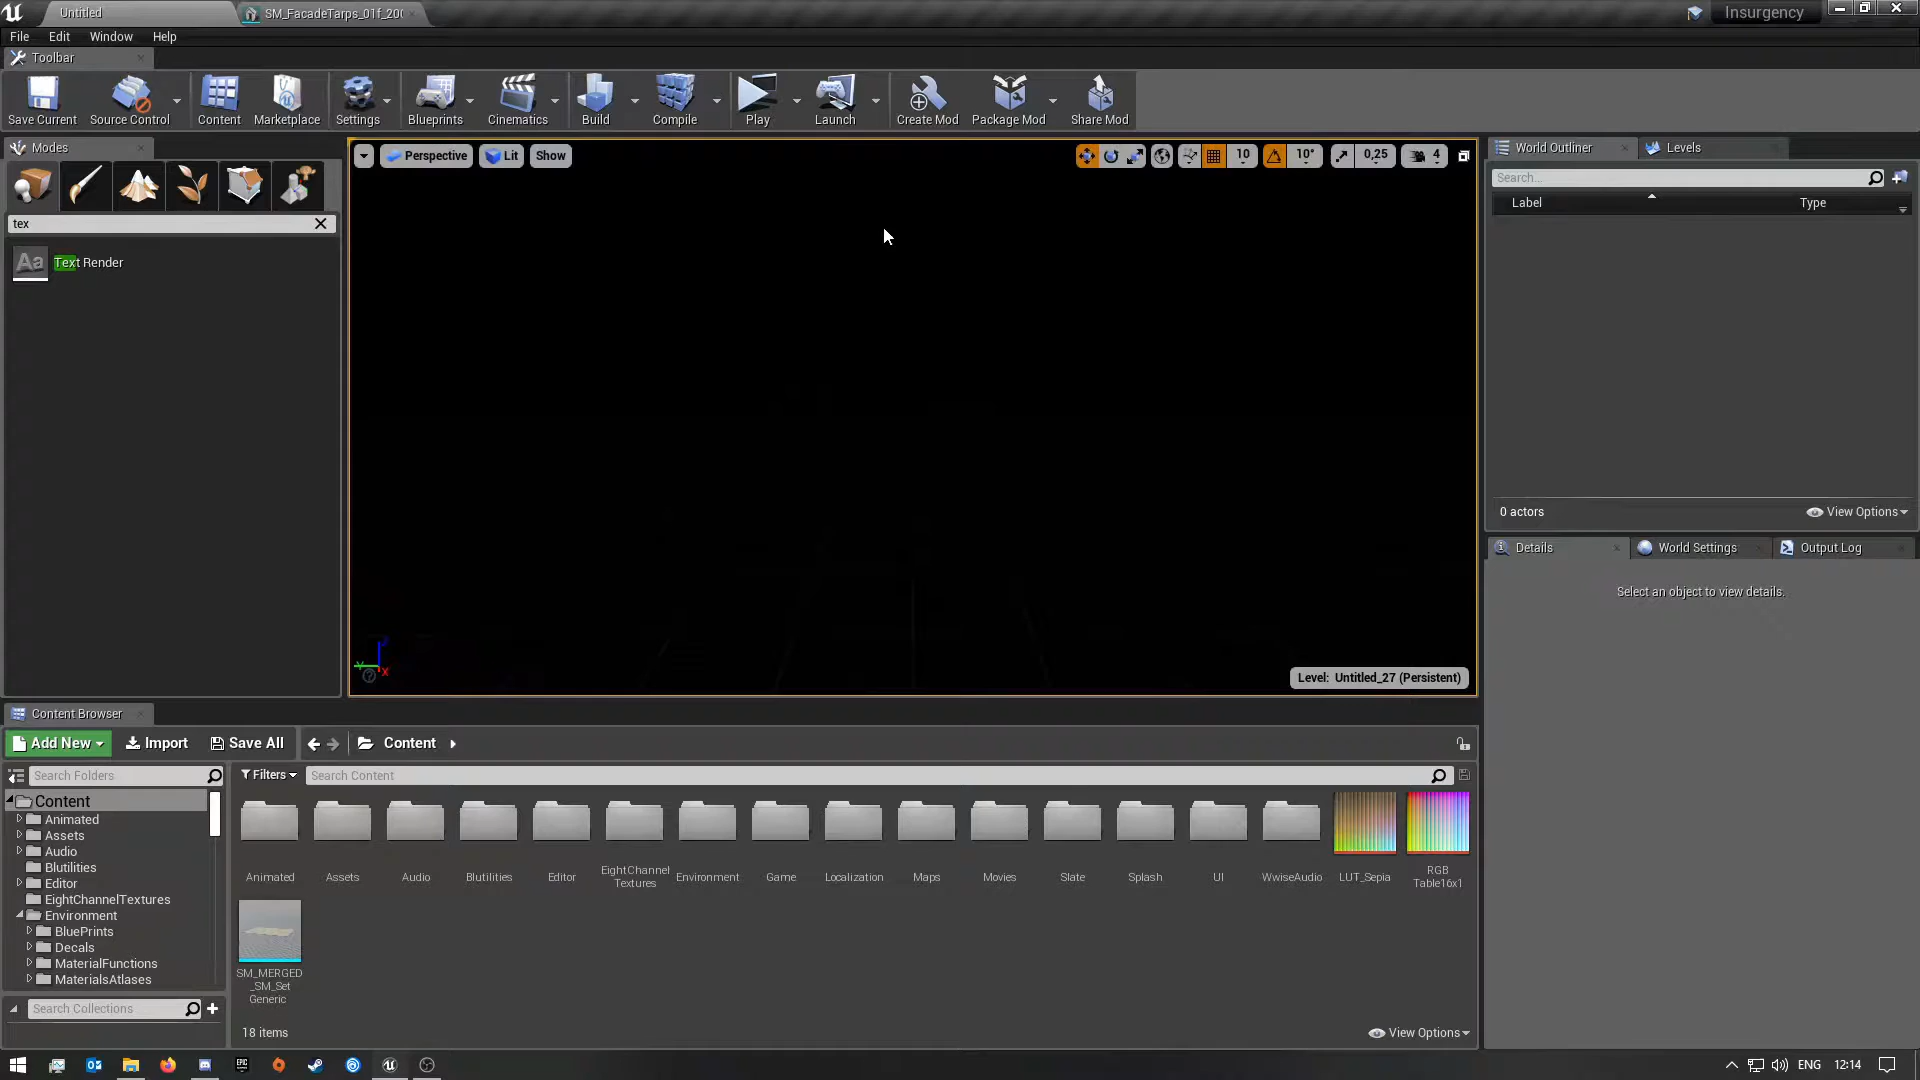 Untitled
SM_FacadeTarps_01f_20
Insurgency
File Edit Window Help
Toolbar
Save Current
Source Control
Content
Marketplace
Settings
Blueprints
Cinematics
Build
Compile
Play
Launch
Create Mod
Package Mod
Share Mod
Modes
tex
Aa
Text Render
Perspective
Lit
Show
10
10°
0,25
4
Level: Untitled_27 (Persistent)
World Outliner
Levels
Search...
Label
Type
0 actors
View Options
Details
World Settings
Output Log
Select an object to view details.
Content Browser
Add New
Import
Save All
Content
Search Folders
Filters
Search Content
Content
Animated
Assets
Audio
Blutilities
Editor
EightChannelTextures
Environment
BluePrints
Decals
MaterialFunctions
MaterialsAtlases
Search Collections
Animated
Assets
Audio
Blutilities
Editor
EightChannel
Textures
Environment
Game
Localization
Maps
Movies
Slate
Splash
UI
WwiseAudio
LUT_Sepia
RGB
Table16x1
SM_MERGED
_SM_Set
Generic
18 items
View Options
ENG
12:14